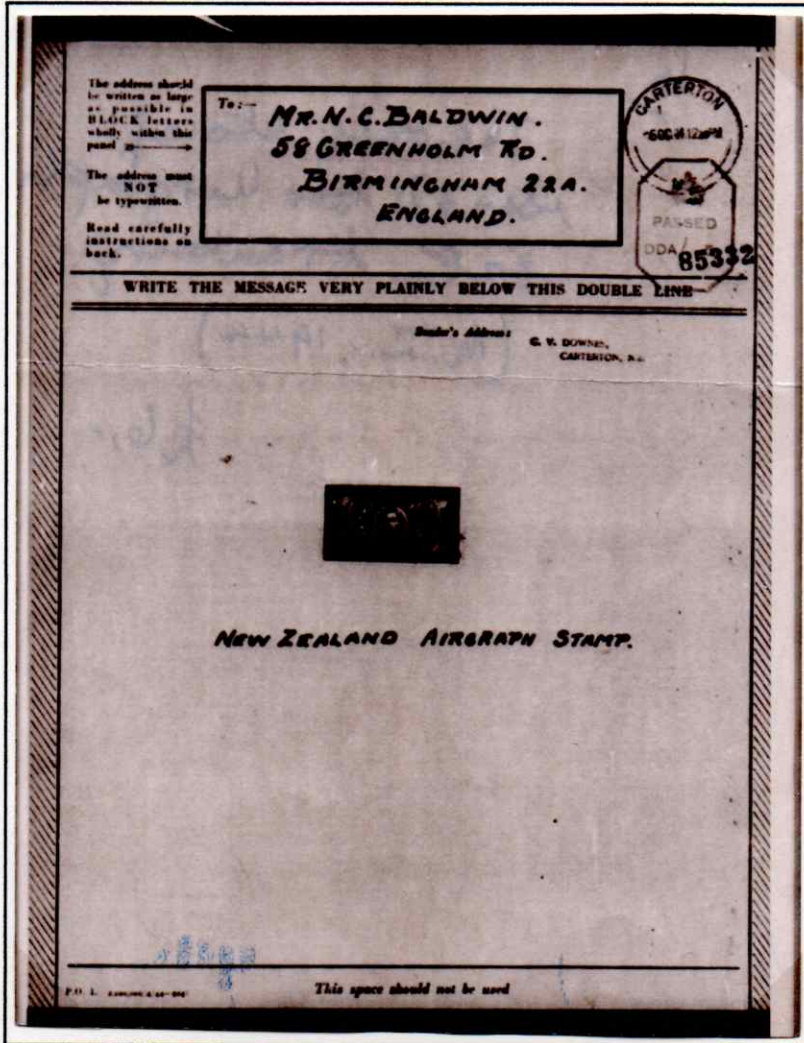 The address should
be written as large
as possible in
BLOCK letters
wholly within this
panel
The address must
NOT
be typewritten.
Read carefully
instructions on
back.
To:—
MR. N. C. BALDWIN.
58 GREENHOLM RD.
BIRMINGHAM 22A.
ENGLAND.
CARTERTON
PASSED
DDA/
85332
WRITE THE MESSAGE VERY PLAINLY BELOW THIS DOUBLE LINE
Sender's Address:
G. V. DOWNES,
CARTERTON, N.Z.
NEW ZEALAND AIRGRAPH STAMP.
This space should not be used
P.O. 1.